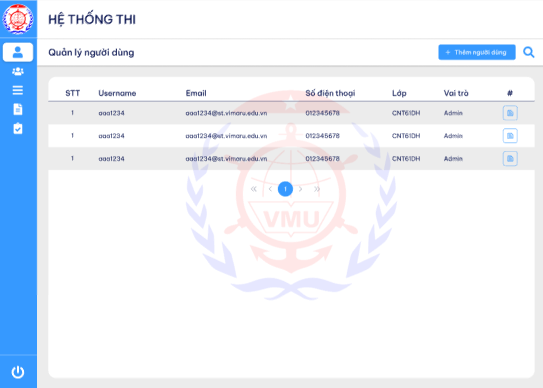 HỆ THỐNG THI
Quản lý người dùng
+ Thêm người dùng
STT Username Email Số điện thoại Lớp Vai trò #
1 aaa1234 aaa1234@st.vimaru.edu.vn 012345678 CNT61DH Admin
1 aaa1234 aaa1234@st.vimaru.edu.vn 012345678 CNT61DH Admin
1 aaa1234 aaa1234@st.vimaru.edu.vn 012345678 CNT61DH Admin
« < 1 > »
VMU